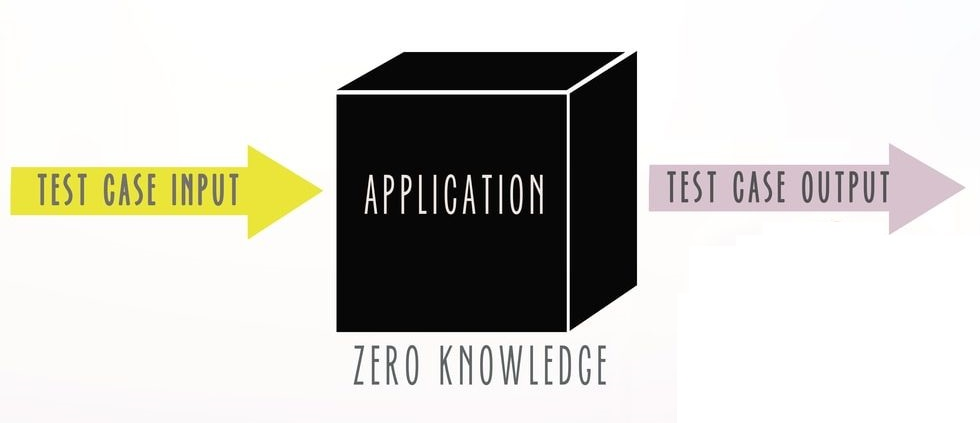 TEST CASE INPUT
APPLICATION
TEST CASE OUTPUT
ZERO KNOWLEDGE